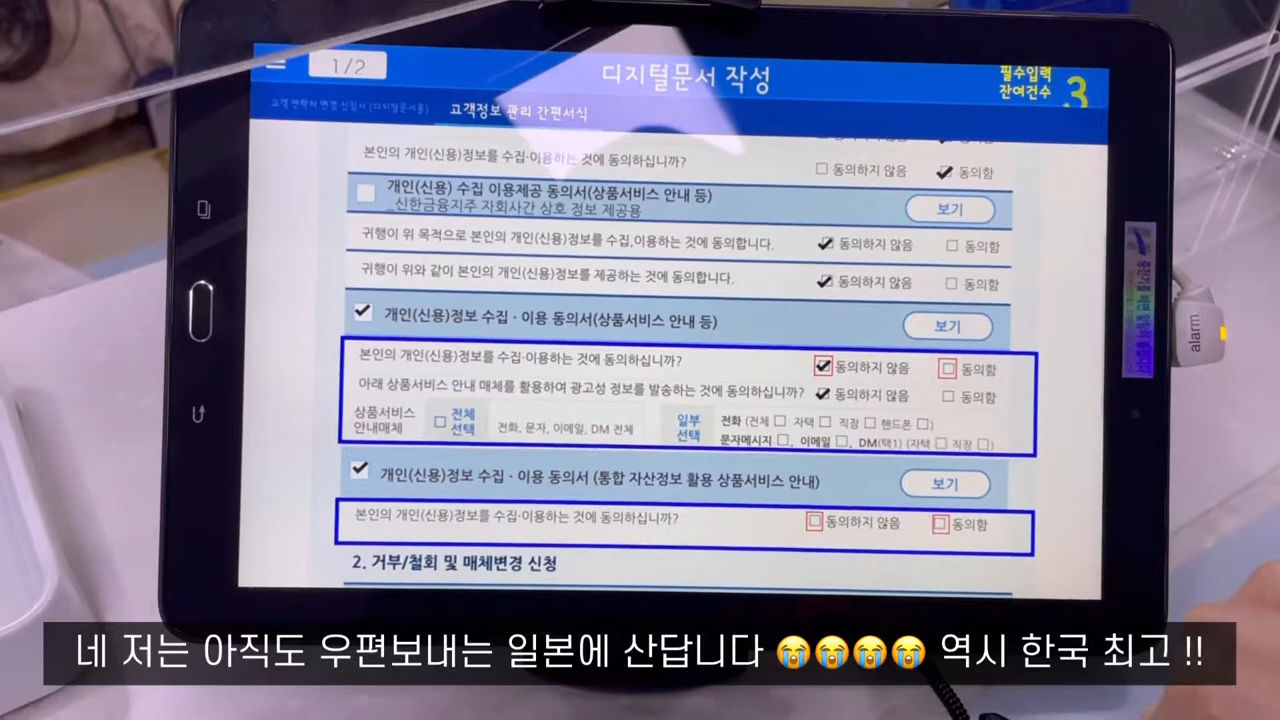 1/2
디지털문서 작성
필수입력
잔여건수 3
고객 연락처 변경 신청서 (디지털문서용)
고객정보 관리 간편서식
본인의 개인(신용)정보를 수집·이용하는 것에 동의하십니까? 동의하지 않음 동의함
개인(신용) 수집 이용제공 동의서(상품서비스 안내 등)
_신한금융지주 자회사간 상호 정보 제공용
보기
귀행이 위 목적으로 본인의 개인(신용)정보를 수집,이용하는 것에 동의합니다. 동의하지 않음 동의함
귀행이 위와 같이 본인의 개인(신용)정보를 제공하는 것에 동의합니다. 동의하지 않음 동의함
개인(신용)정보 수집 · 이용 동의서(상품서비스 안내 등) 보기
본인의 개인(신용)정보를 수집·이용하는 것에 동의하십니까? 동의하지 않음 동의함
아래 상품서비스 안내 매체를 활용하여 광고성 정보를 발송하는 것에 동의하십니까? 동의하지 않음 동의함
상품서비스
안내매체
전체
선택
전화, 문자, 이메일, DM 전체
일부
선택
전화 (전체 자택 직장 핸드폰 )
문자메시지 , 이메일 , DM(택1) (자택 직장 )
개인(신용)정보 수집 · 이용 동의서 (통합 자산정보 활용 상품서비스 안내) 보기
본인의 개인(신용)정보를 수집·이용하는 것에 동의하십니까? 동의하지 않음 동의함
2. 거부/철회 및 매체변경 신청
alarm
네 저는 아직도 우편보내는 일본에 산답니다 😭😭😭😭 역시 한국 최고 !!